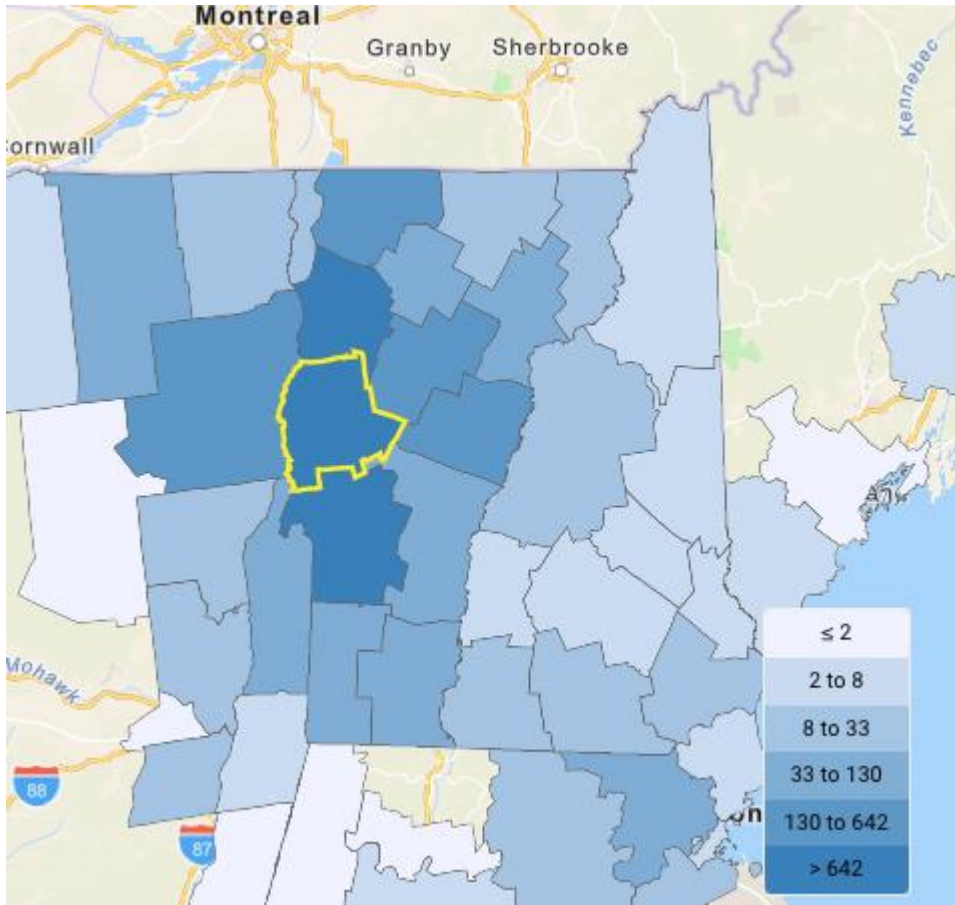 Montreal
Granby
Sherbrooke
Cornwall
Kennebec
Mohawk
88
87
≤ 2
2 to 8
8 to 33
33 to 130
130 to 642
> 642